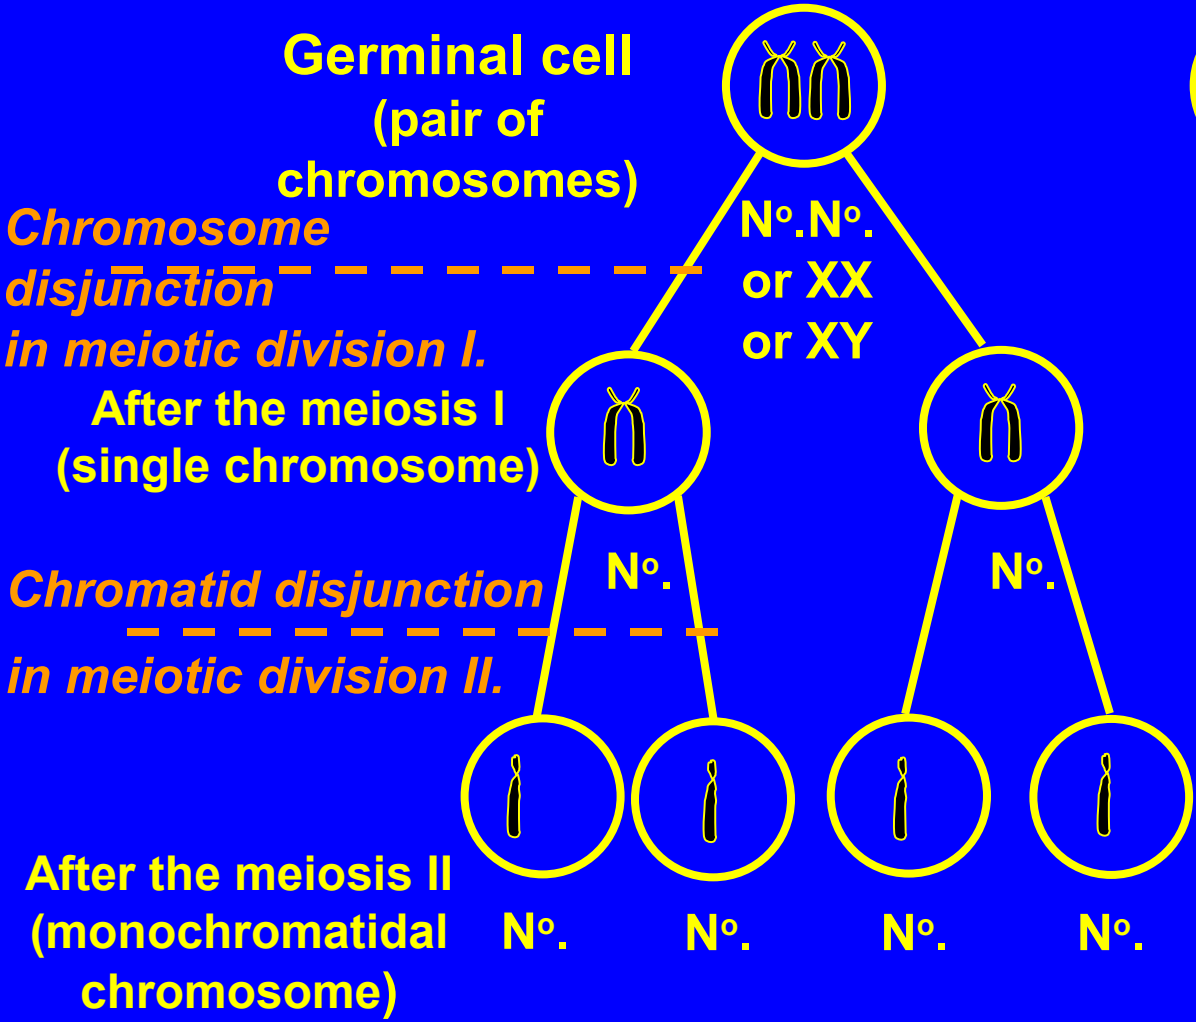 Germinal cell
(pair of
chromosomes)
Nº.Nº.
or XX
or XY
Chromosome
disjunction
in meiotic division I.
After the meiosis I
(single chromosome)
Nº.
Nº.
Chromatid disjunction
in meiotic division II.
After the meiosis II
(monochromatidal
chromosome)
Nº.
Nº.
Nº.
Nº.